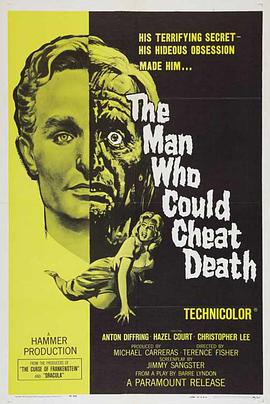 HIS TERRIFYING SECRET-
HIS HIDEOUS OBSESSION
MADE HIM...
The
Man
Who
Could
Cheat
Death
TECHNICOLOR®
A
HAMMER
PRODUCTION
FROM THE PRODUCERS OF
"THE CURSE OF FRANKENSTEIN"
AND "DRACULA"
ANTON DIFFRING · HAZEL COURT · CHRISTOPHER LEE
PRODUCED BY
MICHAEL CARRERAS
DIRECTED BY
TERENCE FISHER
SCREENPLAY BY
JIMMY SANGSTER
FROM A PLAY BY BARRE LYNDON
A PARAMOUNT RELEASE